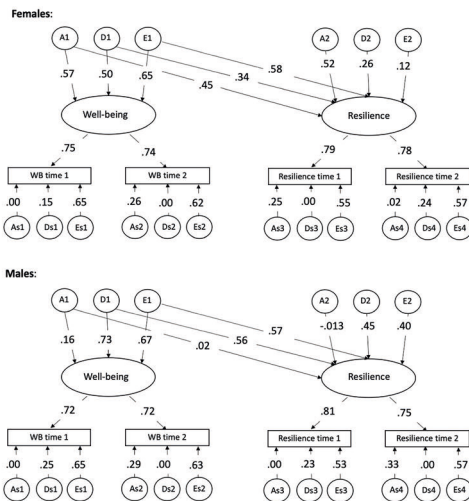 Females:
A1 D1 E1 A2 D2 E2
.57 .50 .65 .45 .34 .58 .52 .26 .12
Well-being Resilience
.75 .74 .79 .78
WB time 1 WB time 2 Resilience time 1 Resilience time 2
.00 .15 .65 .26 .00 .62 .25 .00 .55 .02 .24 .57
As1 Ds1 Es1 As2 Ds2 Es2 As3 Ds3 Es3 As4 Ds4 Es4
Males:
A1 D1 E1 A2 D2 E2
.16 .73 .67 .02 .56 .57 -.013 .45 .40
Well-being Resilience
.72 .72 .81 .75
WB time 1 WB time 2 Resilience time 1 Resilience time 2
.00 .25 .65 .29 .00 .63 .00 .23 .53 .33 .00 .57
As1 Ds1 Es1 As2 Ds2 Es2 As3 Ds3 Es3 As4 Ds4 Es4